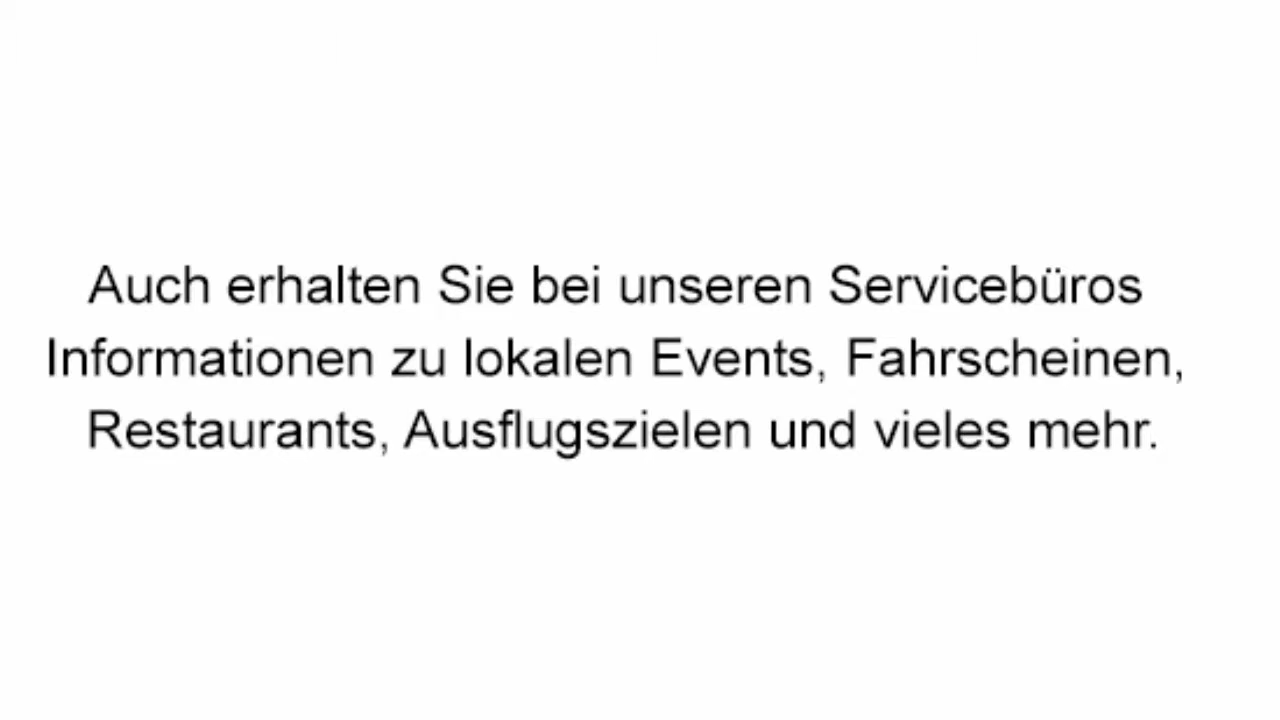 Auch erhalten Sie bei unseren Servicebüros
Informationen zu lokalen Events, Fahrscheinen,
Restaurants, Ausflugszielen und vieles mehr.